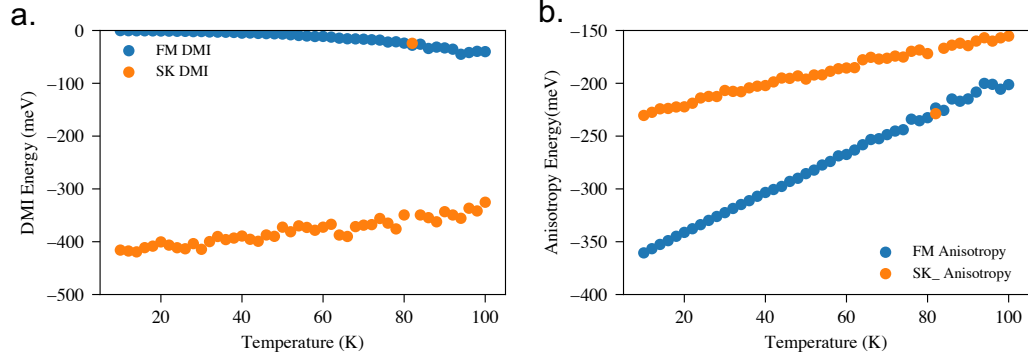 a.
0
−100
−200
−300
−400
−500
DMI Energy (meV)
FM DMI
SK DMI
20
40
60
80
100
Temperature (K)
b.
−150
−200
−250
−300
−350
−400
Anisotropy Energy(meV)
FM Anisotropy
SK_ Anisotropy
20
40
60
80
100
Temperature (K)